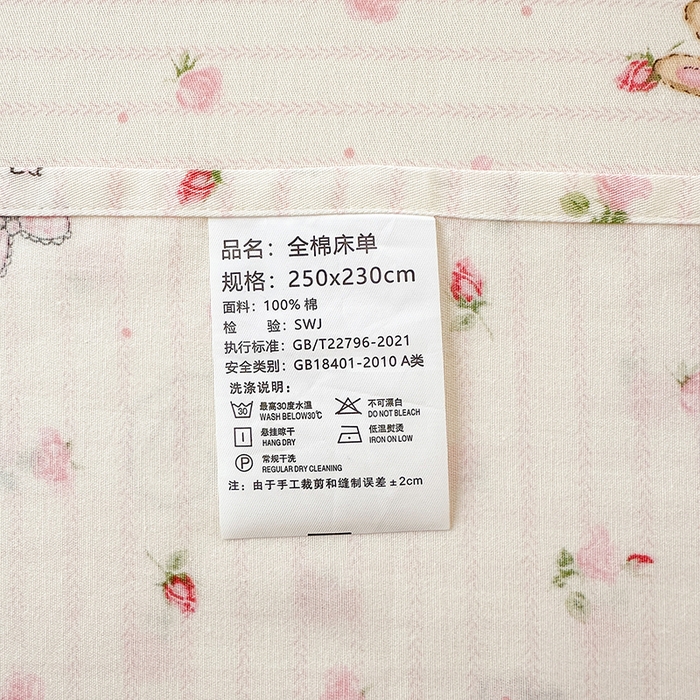 品名：全棉床单
规格：250x230cm
面料：100% 棉
检 验：SWJ
执行标准：GB/T22796-2021
安全类别：GB18401-2010 A类
洗涤说明：
30 最高30度水温 不可漂白
WASH BELOW30℃ DO NOT BLEACH
悬挂晾干 低温熨烫
HANG DRY IRON ON LOW
P 常规干洗
REGULAR DRY CLEANING
注：由于手工裁剪和缝制误差±2cm